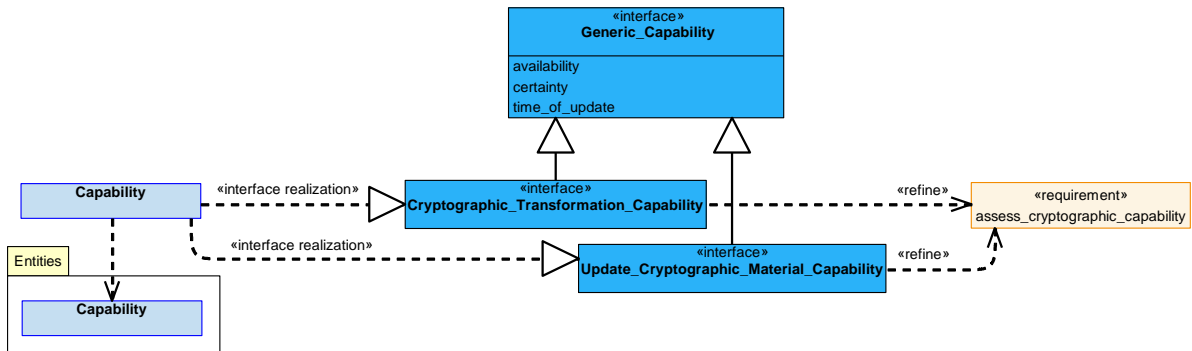 «interface»
Generic_Capability
availability
certainty
time_of_update
Capability
«interface realization»
«interface»
Cryptographic_Transformation_Capability
«refine»
«requirement»
assess_cryptographic_capability
«interface realization»
«interface»
Update_Cryptographic_Material_Capability
«refine»
Entities
Capability